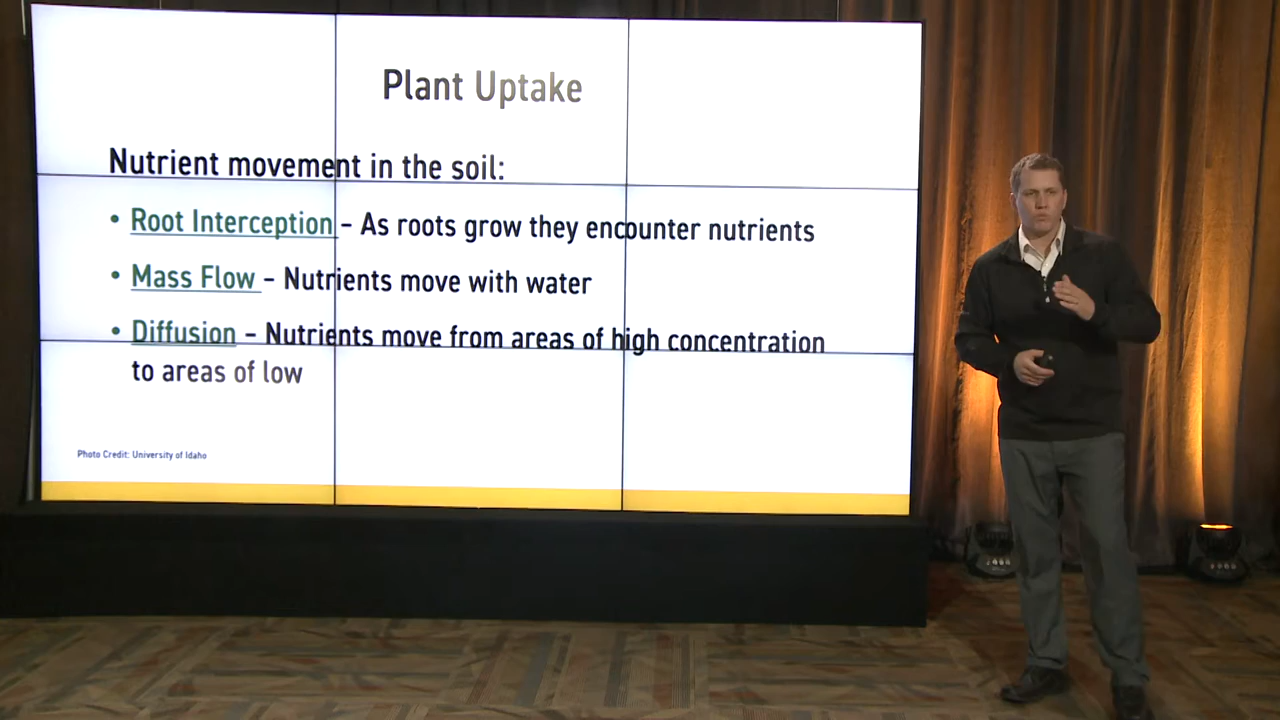 Plant Uptake
Nutrient movement in the soil:
• Root Interception – As roots grow they encounter nutrients
• Mass Flow – Nutrients move with water
• Diffusion – Nutrients move from areas of high concentration
to areas of low
Photo Credit: University of Idaho